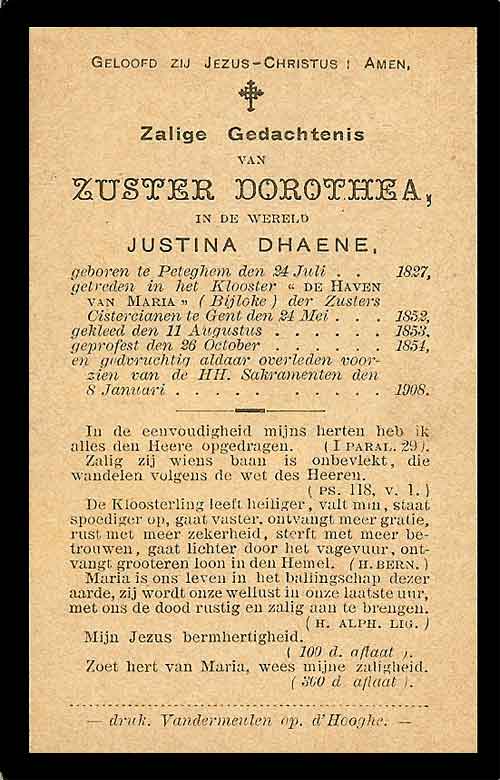 GELOOFD ZIJ JEZUS-CHRISTUS ! AMEN,
Zalige Gedachtenis
VAN
ZUSTER DOROTHEA,
IN DE WERELD
JUSTINA DHAENE,
geboren te Peteghem den 24 Juli . . 1827,
getreden in het Klooster « DE HAVEN
VAN MARIA » (Bijloke) der Zusters
Cistercianen te Gent den 24 Mei . . . 1852,
gekleed den 11 Augustus . . . . . . 1853,
geprofest den 26 October . . . . . . 1854,
en godvruchtig aldaar overleden voor-
zien van de HH. Sakramenten den
8 Januari . . . . . . . . . . . 1908.
In de eenvoudigheid mijns herten heb ik
alles den Heere opgedragen. (I PARAL. 29).
Zalig zij wiens baan is onbevlekt, die
wandelen volgens de wet des Heeren.
( PS. 118, v. 1. )
De Kloosterling leeft heiliger, valt min, staat
spoediger op, gaat vaster, ontvangt meer gratie,
rust met meer zekerheid, sterft met meer be-
trouwen, gaat lichter door het vagevuur, ont-
vangt grooteren loon in den Hemel. (H. BERN.)
Maria is ons leven in het ballingschap dezer
aarde, zij wordt onze wellust in onze laatste uur,
met ons de dood rustig en zalig aan te brengen.
( H. ALPH. LIG. )
Mijn Jezus bermhertigheid.
( 100 d. aflaat ).
Zoet hert van Maria, wees mijne zaligheid.
( 300 d aflaat ).
— druk. Vandermeulen op. d'Hooghe. —